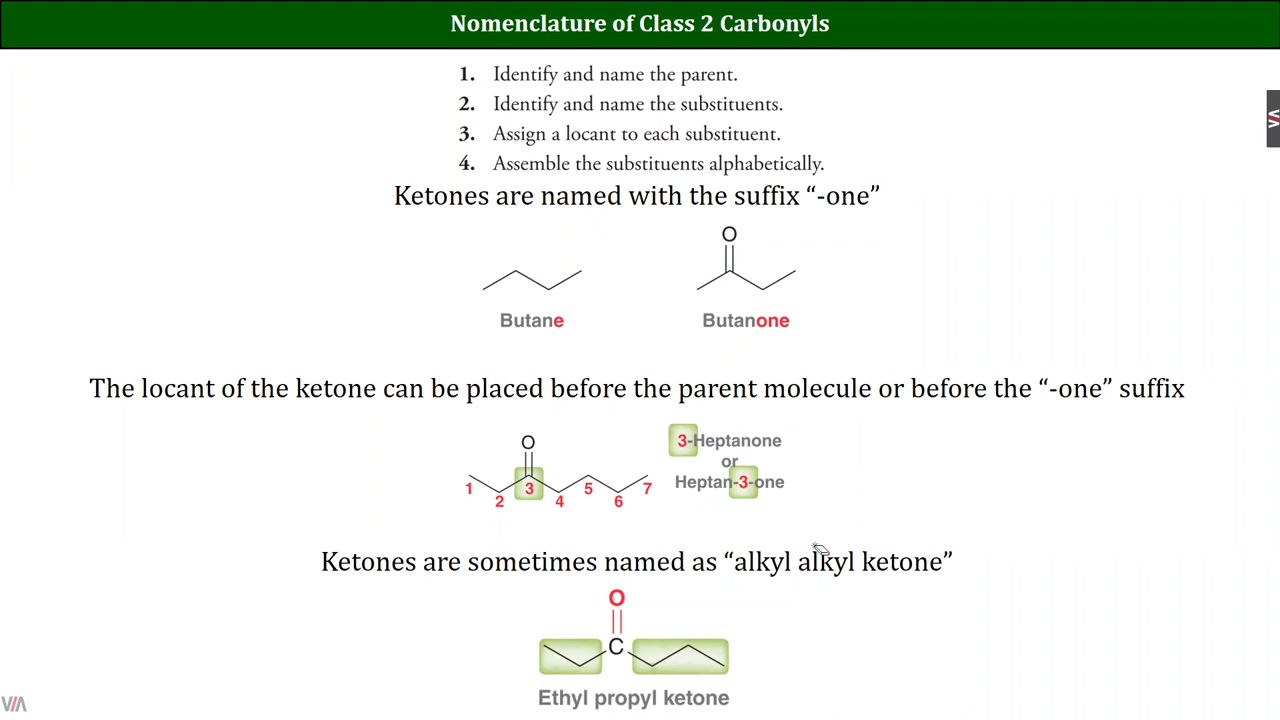 Nomenclature of Class 2 Carbonyls
1. Identify and name the parent.
2. Identify and name the substituents.
3. Assign a locant to each substituent.
4. Assemble the substituents alphabetically.
Ketones are named with the suffix “-one”
O
Butane Butanone
The locant of the ketone can be placed before the parent molecule or before the “-one” suffix
O
1 2 3 4 5 6 7
3-Heptanone
or
Heptan-3-one
Ketones are sometimes named as “alkyl alkyl ketone”
O
C
Ethyl propyl ketone
VIA